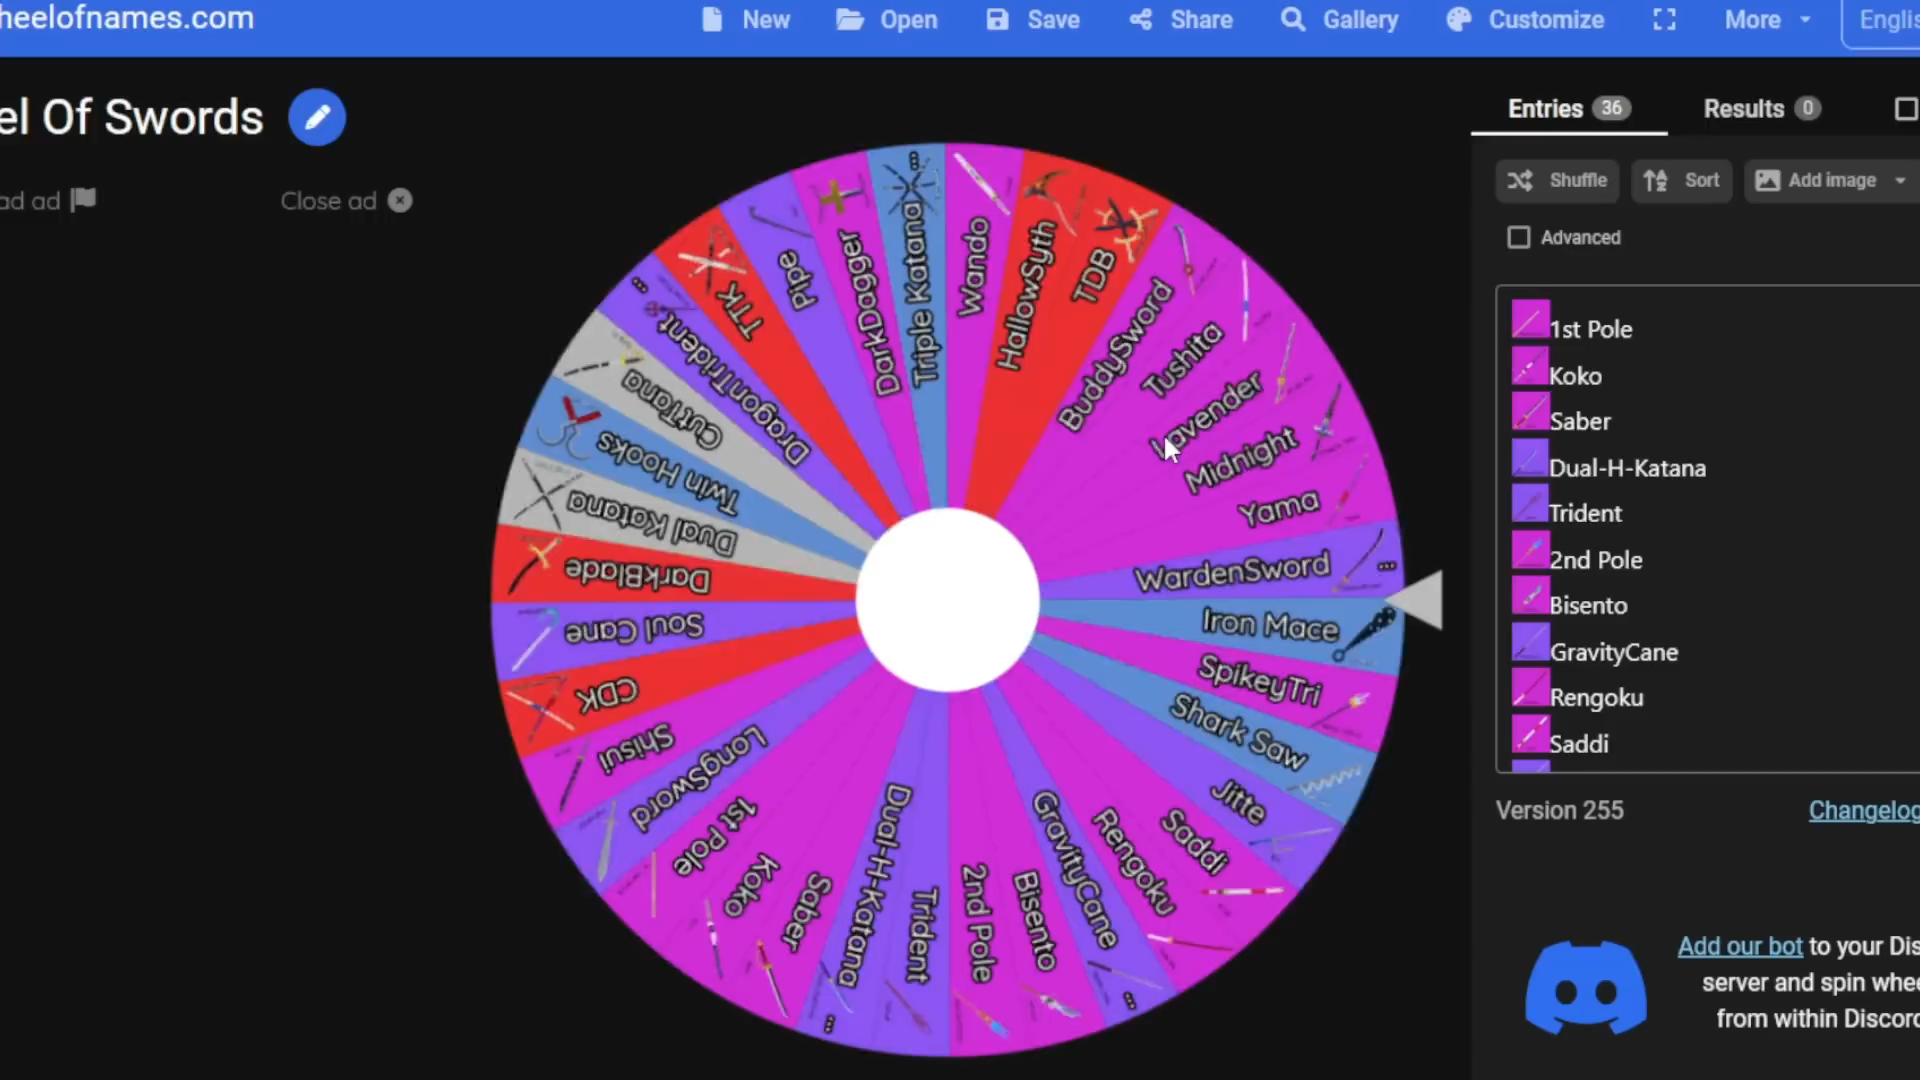 heelofnames.com
New
Open
Save
Share
Gallery
Customize
More
Englis
el Of Swords
ad ad
Close ad
Entries 36
Results 0
Shuffle
Sort
Add image
Advanced
1st Pole
Koko
Saber
Dual-H-Katana
Trident
2nd Pole
Bisento
GravityCane
Rengoku
Saddi
Version 255
Changelog
Add our bot to your Dis
server and spin whee
from within Discord
Triple Katana...
Wando
HallowSyth
TDB
BuddySword
Tushita
Lavender
Midnight
Yama
WardenSword...
Iron Mace
SpikeyTri
Shark Saw
Jitte
Saddi
Rengoku
GravityCane...
Bisento
2nd Pole
Trident
Dual-H-Katana...
Saber
Koko
1st Pole
LongSword
Shisui
CDK
Soul Cane
DarkBlade
Dual Katana
Twin Hooks
CutTana
DragonTrident...
TTK
Pipe
DarkDagger